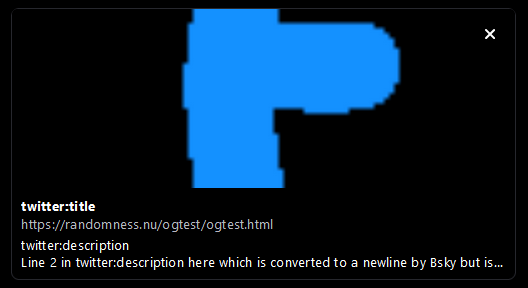 twitter:title
https://randomness.nu/ogtest/ogtest.html
twitter:description
Line 2 in twitter:description here which is converted to a newline by Bsky but is...